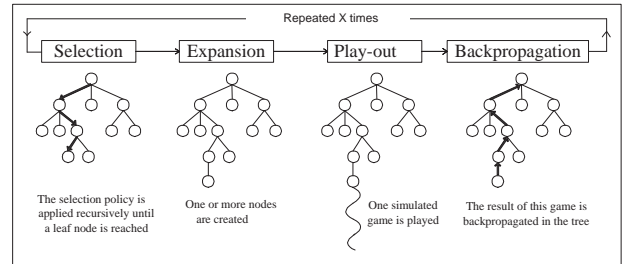 Repeated X times
Selection
Expansion
Play-out
Backpropagation
The selection policy is
applied recursively until
a leaf node is reached
One or more nodes
are created
One simulated
game is played
The result of this game is
backpropagated in the tree